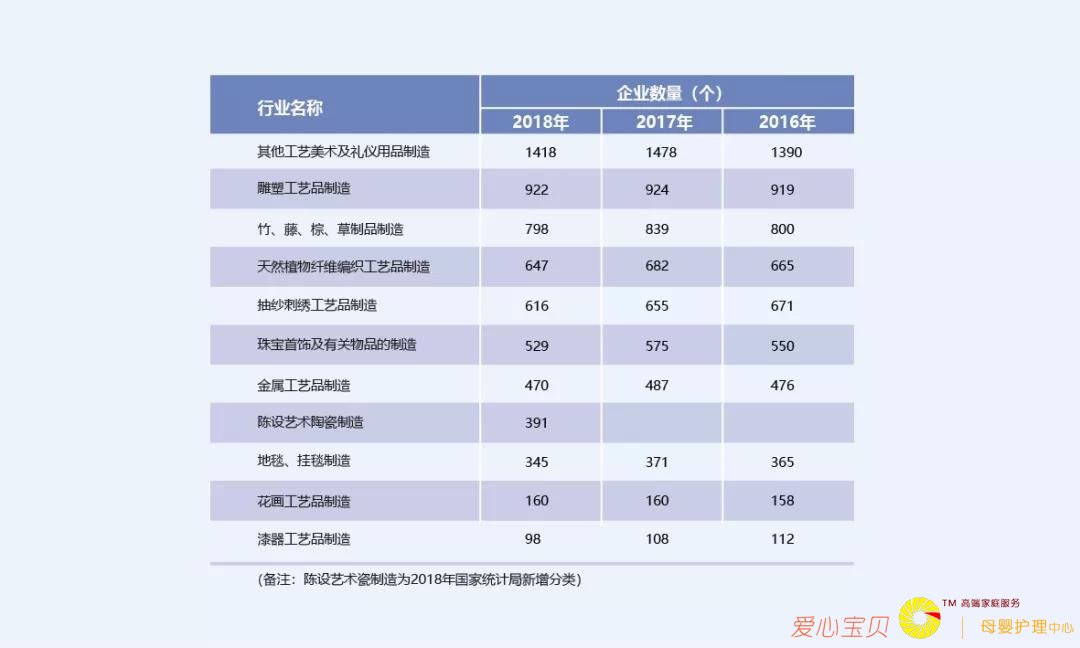 行业名称 企业数量（个）
2018年 2017年 2016年
其他工艺美术及礼仪用品制造 1418 1478 1390
雕塑工艺品制造 922 924 919
竹、藤、棕、草制品制造 798 839 800
天然植物纤维编织工艺品制造 647 682 665
抽纱刺绣工艺品制造 616 655 671
珠宝首饰及有关物品的制造 529 575 550
金属工艺品制造 470 487 476
陈设艺术陶瓷制造 391
地毯、挂毯制造 345 371 365
花画工艺品制造 160 160 158
漆器工艺品制造 98 108 112
(备注：陈设艺术瓷制造为2018年国家统计局新增分类)
TM 高端家庭服务
爱心宝贝 母婴护理中心